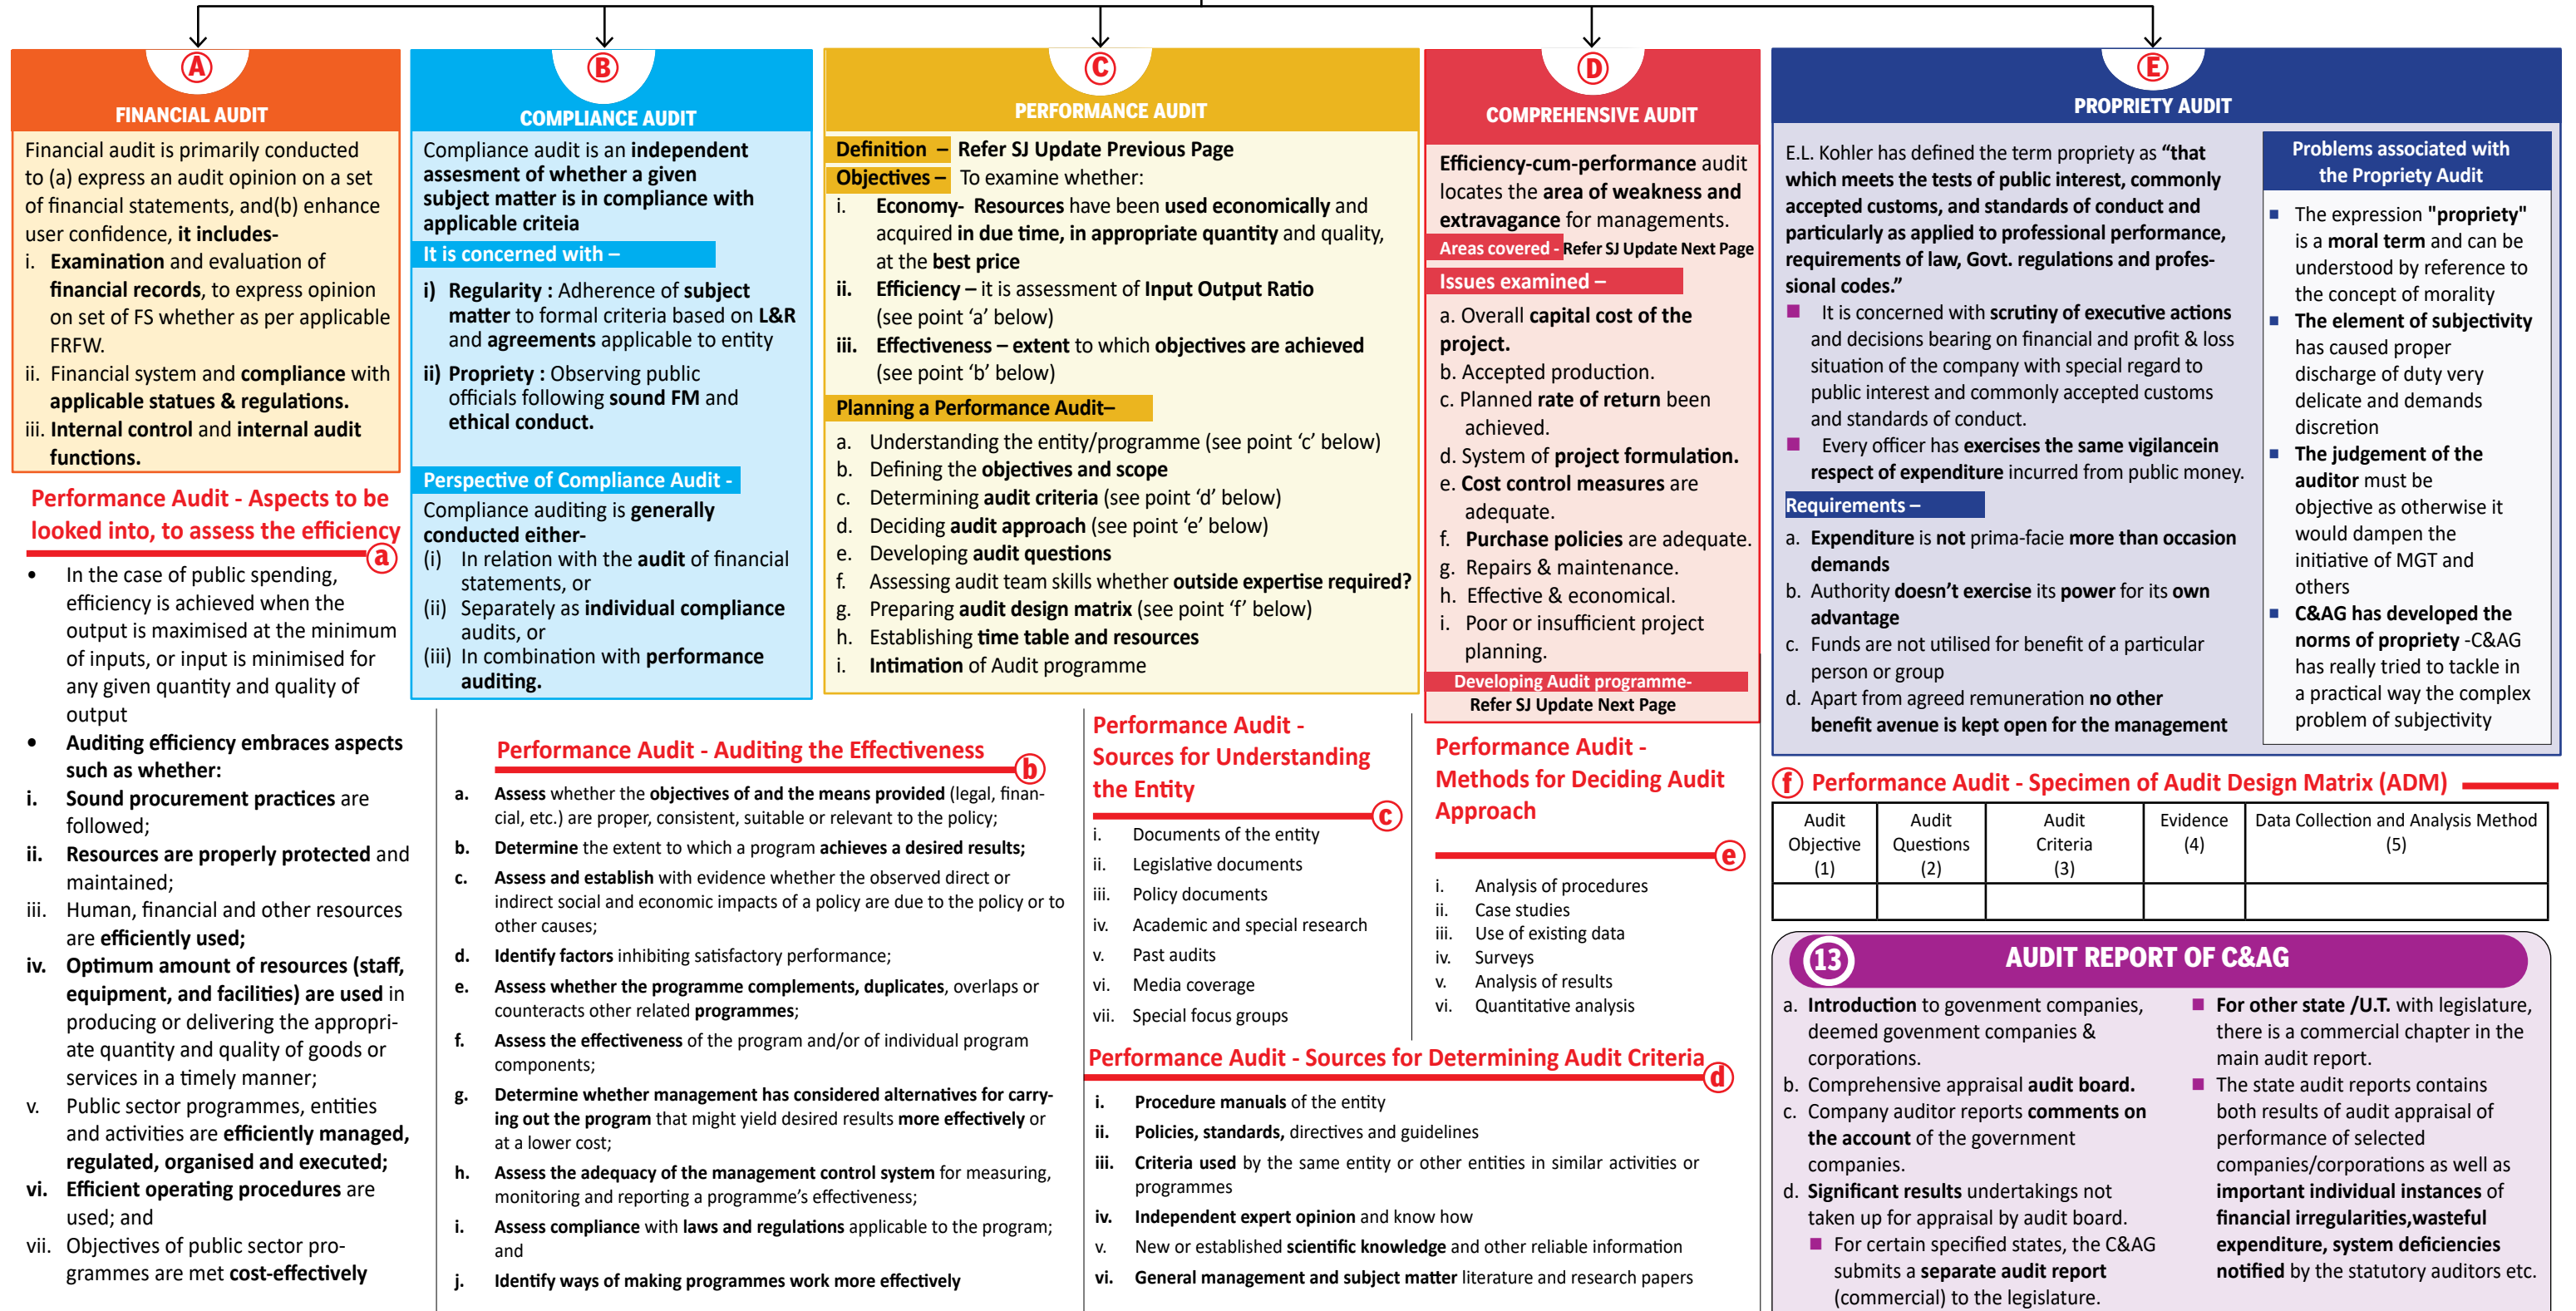 A
FINANCIAL AUDIT
Financial audit is primarily conducted
to (a) express an audit opinion on a set
of financial statements, and(b) enhance
user confidence, it includes-
i. Examination and evaluation of
financial records, to express opinion
on set of FS whether as per applicable
FRFW.
ii. Financial system and compliance with
applicable statues & regulations.
iii. Internal control and internal audit
functions.
Performance Audit - Aspects to be
looked into, to assess the efficiency
a
• In the case of public spending,
efficiency is achieved when the
output is maximised at the minimum
of inputs, or input is minimised for
any given quantity and quality of
output
• Auditing efficiency embraces aspects
such as whether:
i. Sound procurement practices are
followed;
ii. Resources are properly protected and
maintained;
iii. Human, financial and other resources
are efficiently used;
iv. Optimum amount of resources (staff,
equipment, and facilities) are used in
producing or delivering the appropri-
ate quantity and quality of goods or
services in a timely manner;
v. Public sector programmes, entities
and activities are efficiently managed,
regulated, organised and executed;
vi. Efficient operating procedures are
used; and
vii. Objectives of public sector pro-
grammes are met cost-effectively
B
COMPLIANCE AUDIT
Compliance audit is an independent
assesment of whether a given
subject matter is in compliance with
applicable criteia
It is concerned with –
i) Regularity : Adherence of subject
matter to formal criteria based on L&R
and agreements applicable to entity
ii) Propriety : Observing public
officials following sound FM and
ethical conduct.
Perspective of Compliance Audit -
Compliance auditing is generally
conducted either-
(i) In relation with the audit of financial
statements, or
(ii) Separately as individual compliance
audits, or
(iii) In combination with performance
auditing.
C
PERFORMANCE AUDIT
Definition – Refer SJ Update Previous Page
Objectives – To examine whether:
i. Economy- Resources have been used economically and
acquired in due time, in appropriate quantity and quality,
at the best price
ii. Efficiency – it is assessment of Input Output Ratio
(see point ‘a’ below)
iii. Effectiveness – extent to which objectives are achieved
(see point ‘b’ below)
Planning a Performance Audit–
a. Understanding the entity/programme (see point ‘c’ below)
b. Defining the objectives and scope
c. Determining audit criteria (see point ‘d’ below)
d. Deciding audit approach (see point ‘e’ below)
e. Developing audit questions
f. Assessing audit team skills whether outside expertise required?
g. Preparing audit design matrix (see point ‘f’ below)
h. Establishing time table and resources
i. Intimation of Audit programme
D
COMPREHENSIVE AUDIT
Efficiency-cum-performance audit
locates the area of weakness and
extravagance for managements.
Areas covered - Refer SJ Update Next Page
Issues examined –
a. Overall capital cost of the
project.
b. Accepted production.
c. Planned rate of return been
achieved.
d. System of project formulation.
e. Cost control measures are
adequate.
f. Purchase policies are adequate.
g. Repairs & maintenance.
h. Effective & economical.
i. Poor or insufficient project
planning.
Developing Audit programme-
Refer SJ Update Next Page
E
PROPRIETY AUDIT
E.L. Kohler has defined the term propriety as “that
which meets the tests of public interest, commonly
accepted customs, and standards of conduct and
particularly as applied to professional performance,
requirements of law, Govt. regulations and profes-
sional codes.”
■ It is concerned with scrutiny of executive actions
and decisions bearing on financial and profit & loss
situation of the company with special regard to
public interest and commonly accepted customs
and standards of conduct.
■ Every officer has exercises the same vigilancein
respect of expenditure incurred from public money.
Requirements –
a. Expenditure is not prima-facie more than occasion
demands
b. Authority doesn’t exercise its power for its own
advantage
c. Funds are not utilised for benefit of a particular
person or group
d. Apart from agreed remuneration no other
benefit avenue is kept open for the management
Problems associated with
the Propriety Audit
■ The expression "propriety"
is a moral term and can be
understood by reference to
the concept of morality
■ The element of subjectivity
has caused proper
discharge of duty very
delicate and demands
discretion
■ The judgement of the
auditor must be
objective as otherwise it
would dampen the
initiative of MGT and
others
■ C&AG has developed the
norms of propriety -C&AG
has really tried to tackle in
a practical way the complex
problem of subjectivity
Performance Audit - Auditing the Effectiveness
b
a. Assess whether the objectives of and the means provided (legal, finan-
cial, etc.) are proper, consistent, suitable or relevant to the policy;
b. Determine the extent to which a program achieves a desired results;
c. Assess and establish with evidence whether the observed direct or
indirect social and economic impacts of a policy are due to the policy or to
other causes;
d. Identify factors inhibiting satisfactory performance;
e. Assess whether the programme complements, duplicates, overlaps or
counteracts other related programmes;
f. Assess the effectiveness of the program and/or of individual program
components;
g. Determine whether management has considered alternatives for carry-
ing out the program that might yield desired results more effectively or
at a lower cost;
h. Assess the adequacy of the management control system for measuring,
monitoring and reporting a programme’s effectiveness;
i. Assess compliance with laws and regulations applicable to the program;
and
j. Identify ways of making programmes work more effectively
Performance Audit -
Sources for Understanding
the Entity
c
i. Documents of the entity
ii. Legislative documents
iii. Policy documents
iv. Academic and special research
v. Past audits
vi. Media coverage
vii. Special focus groups
Performance Audit -
Methods for Deciding Audit
Approach
e
i. Analysis of procedures
ii. Case studies
iii. Use of existing data
iv. Surveys
v. Analysis of results
vi. Quantitative analysis
Performance Audit - Sources for Determining Audit Criteria
d
i. Procedure manuals of the entity
ii. Policies, standards, directives and guidelines
iii. Criteria used by the same entity or other entities in similar activities or
programmes
iv. Independent expert opinion and know how
v. New or established scientific knowledge and other reliable information
vi. General management and subject matter literature and research papers
f Performance Audit - Specimen of Audit Design Matrix (ADM)
Audit Objective (1) Audit Questions (2) Audit Criteria (3) Evidence (4) Data Collection and Analysis Method (5)
13 AUDIT REPORT OF C&AG
a. Introduction to govenment companies,
deemed govenment companies &
corporations.
b. Comprehensive appraisal audit board.
c. Company auditor reports comments on
the account of the government
companies.
d. Significant results undertakings not
taken up for appraisal by audit board.
■ For certain specified states, the C&AG
submits a separate audit report
(commercial) to the legislature.
■ For other state /U.T. with legislature,
there is a commercial chapter in the
main audit report.
■ The state audit reports contains
both results of audit appraisal of
performance of selected
companies/corporations as well as
important individual instances of
financial irregularities,wasteful
expenditure, system deficiencies
notified by the statutory auditors etc.